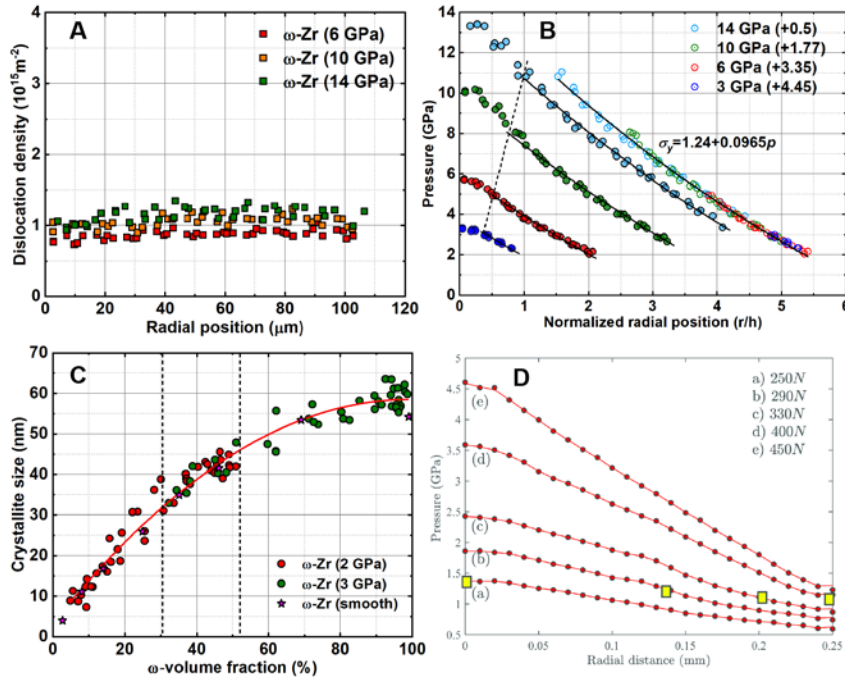 A
ω-Zr (6 GPa)
ω-Zr (10 GPa)
ω-Zr (14 GPa)
Dislocation density (10¹⁵m⁻²)
4
3
2
1
0
0 20 40 60 80 100 120
Radial position (μm)
B
14 GPa (+0.5)
10 GPa (+1.77)
6 GPa (+3.35)
3 GPa (+4.45)
σy=1.24+0.0965p
Pressure (GPa)
14
12
10
8
6
4
2
0
0 1 2 3 4 5 6
Normalized radial position (r/h)
C
Crystallite size (nm)
70
60
50
40
30
20
10
0
ω-Zr (2 GPa)
ω-Zr (3 GPa)
ω-Zr (smooth)
0 20 40 60 80 100
ω-volume fraction (%)
D
a) 250N
b) 290N
c) 330N
d) 400N
e) 450N
(e)
(d)
(c)
(b)
(a)
Pressure (GPa)
5
4.5
4
3.5
3
2.5
2
1.5
1
0.5
0 0.05 0.1 0.15 0.2 0.25
Radial distance (mm)